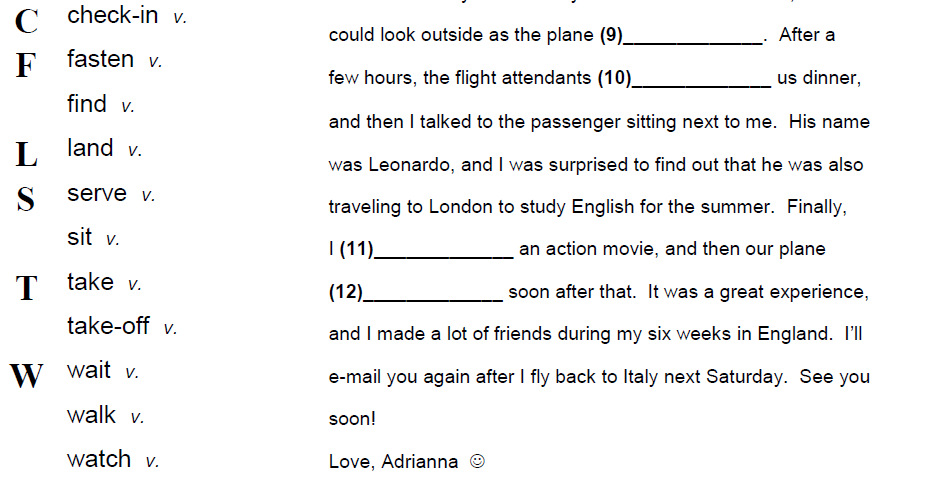 C check-in v.
F fasten v.
find v.
L land v.
S serve v.
sit v.
T take v.
take-off v.
W wait v.
walk v.
watch v.
could look outside as the plane (9)_____________. After a
few hours, the flight attendants (10)_____________ us dinner,
and then I talked to the passenger sitting next to me. His name
was Leonardo, and I was surprised to find out that he was also
traveling to London to study English for the summer. Finally,
I (11)_____________ an action movie, and then our plane
(12)_____________ soon after that. It was a great experience,
and I made a lot of friends during my six weeks in England. I’ll
e-mail you again after I fly back to Italy next Saturday. See you
soon!
Love, Adrianna ☺